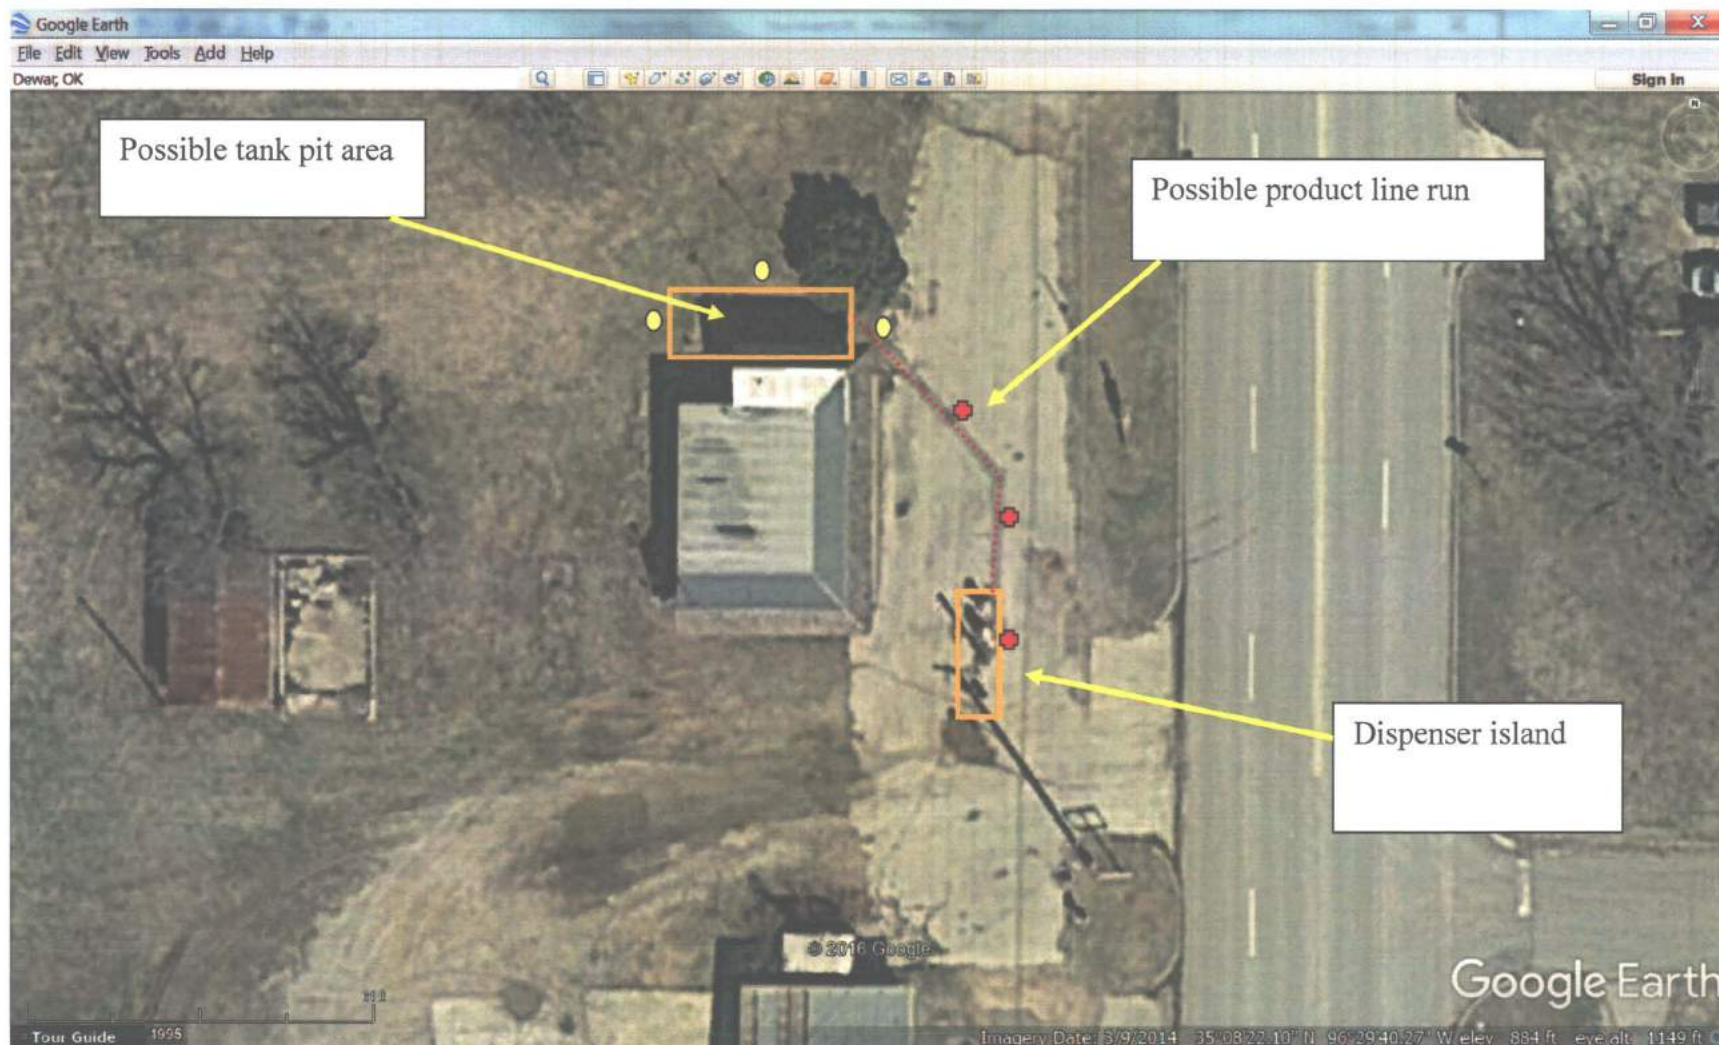 Google Earth
File Edit View Tools Add Help
Dewar, OK
Sign in
N
Possible tank pit area
Possible product line run
Dispenser island
© 2016 Google
Google Earth
Tour Guide
1995
Imagery Date: 3/9/2014 35°08'22.10" N 96°29'40.27" W elev 884 ft eye alt 1149 ft